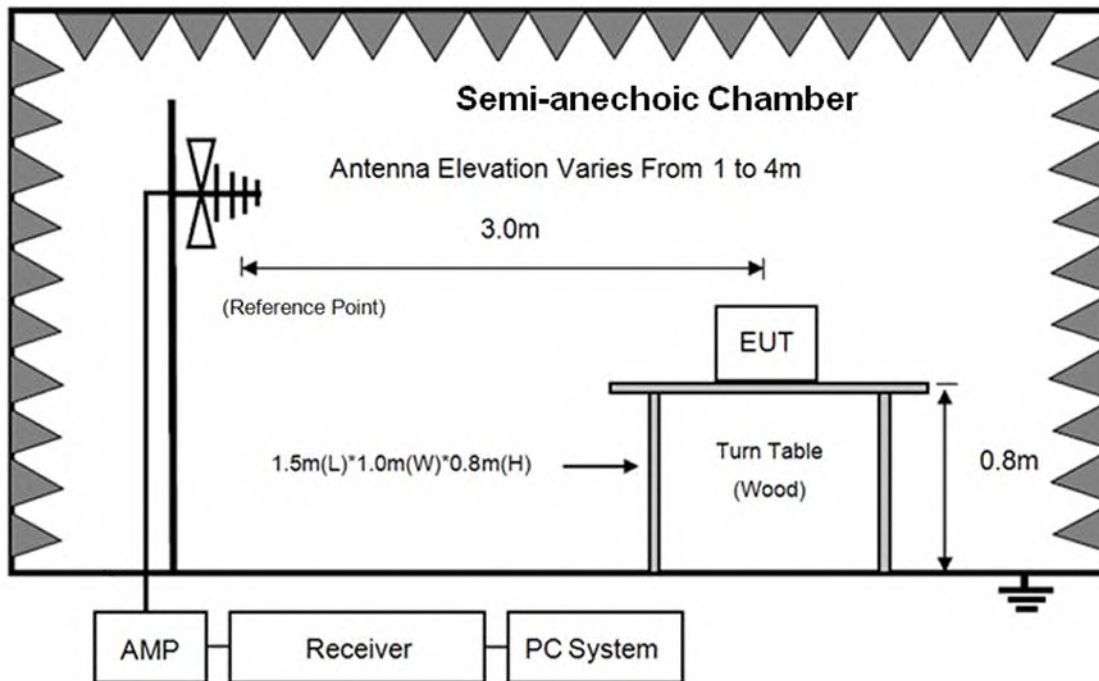 Semi-anechoic Chamber
Antenna Elevation Varies From 1 to 4m
3.0m
(Reference Point)
EUT
1.5m(L)*1.0m(W)*0.8m(H)
Turn Table
(Wood)
0.8m
AMP
Receiver
PC System